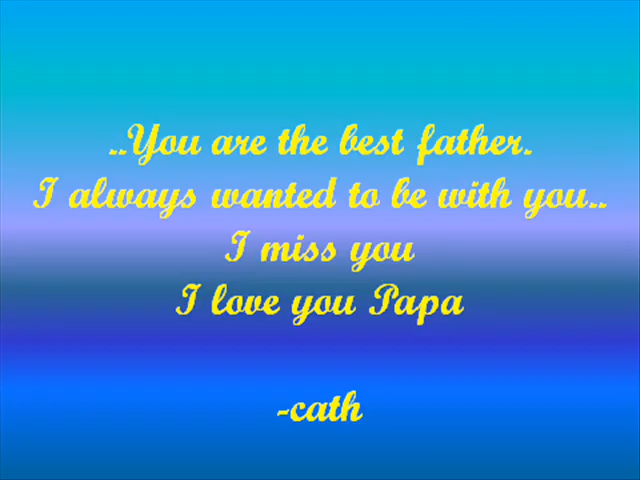 ..You are the best father.
I always wanted to be with you..
I miss you
I love you Papa
-cath